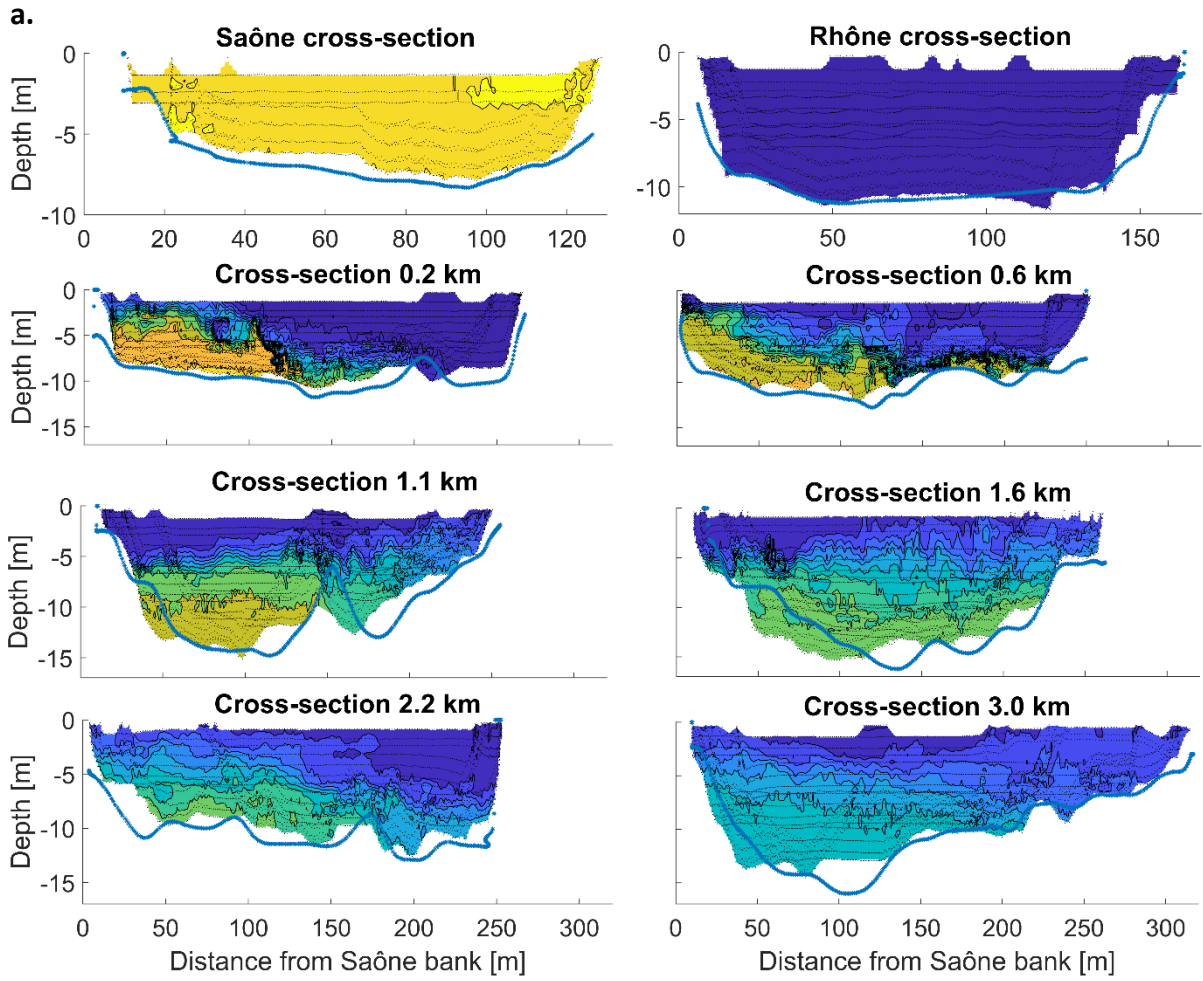 a.
Saône cross-section
Rhône cross-section
Depth [m]
0
-5
-10
0 20 40 60 80 100 120
0
-5
-10
0 50 100 150
Cross-section 0.2 km
Cross-section 0.6 km
Depth [m]
0
-5
-10
-15
Cross-section 1.1 km
Cross-section 1.6 km
Depth [m]
0
-5
-10
-15
Cross-section 2.2 km
Cross-section 3.0 km
Depth [m]
0
-5
-10
-15
0 50 100 150 200 250 300
0 50 100 150 200 250 300
Distance from Saône bank [m]
Distance from Saône bank [m]